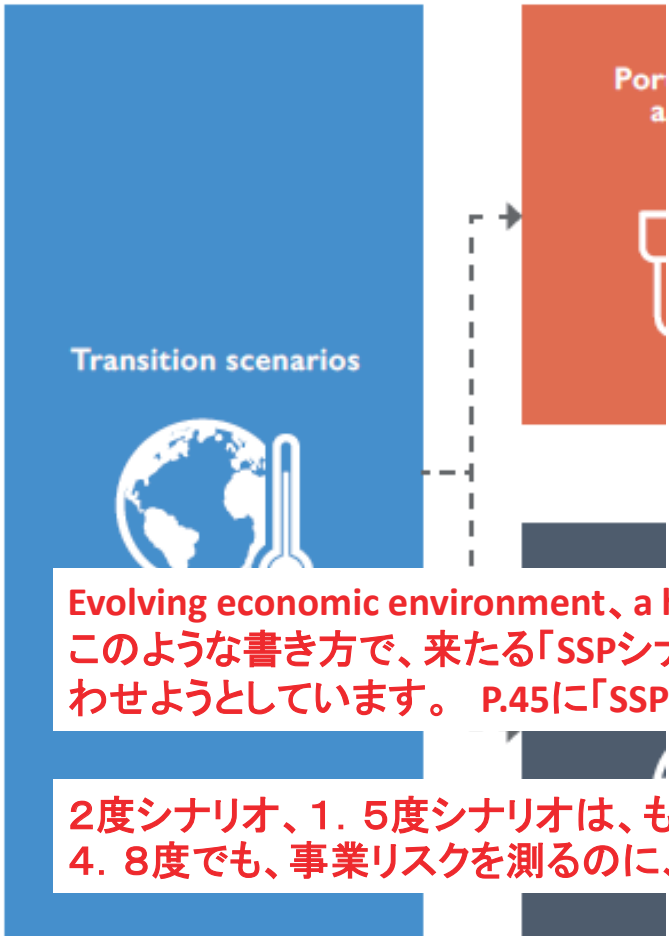 Transition scenarios
Por
a
Evolving economic environment、a
このような書き方で、来たる「SSPシナ
わせようとしています。 P.45に「SSP
２度シナリオ、１．５度シナリオは、も
４．８度でも、事業リスクを測るのに、